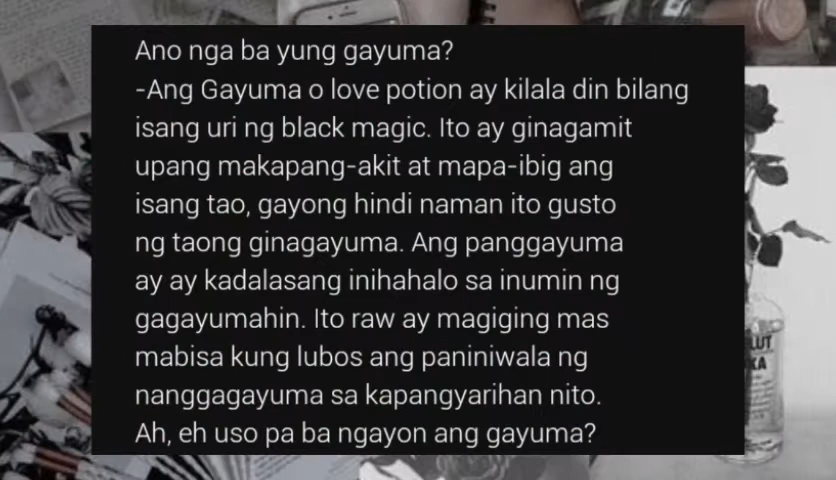 Ano nga ba yung gayuma?
-Ang Gayuma o love potion ay kilala din bilang
isang uri ng black magic. Ito ay ginagamit
upang makapang-akit at mapa-ibig ang
isang tao, gayong hindi naman ito gusto
ng taong ginagayuma. Ang panggayuma
ay ay kadalasang inihahalo sa inumin ng
gagayumahin. Ito raw ay magiging mas
mabisa kung lubos ang paniniwala ng
nanggagayuma sa kapangyarihan nito.
Ah, eh uso pa ba ngayon ang gayuma?
LUT
KA